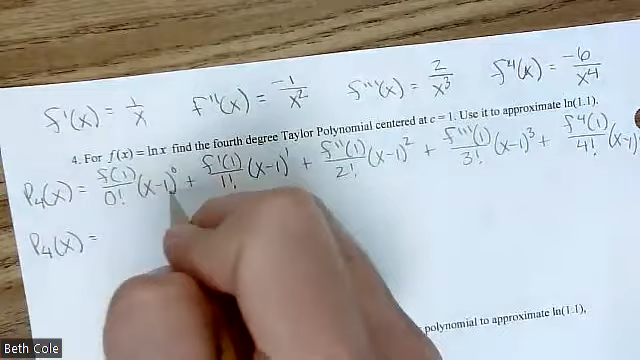 f'(x) = 1/x f''(x) = -1/x² f'''(x) = 2/x³ f⁴(x) = -6/x⁴
4. For f(x) = ln x find the fourth degree Taylor Polynomial centered at c = 1. Use it to approximate ln(1.1).
P₄(x) = f(1)/0! (x-1)⁰ + f'(1)/1! (x-1)¹ + f''(1)/2! (x-1)² + f'''(1)/3! (x-1)³ + f⁴(1)/4! (x-1)
P₄(x) =
polynomial to approximate ln(1.1),
Beth Cole